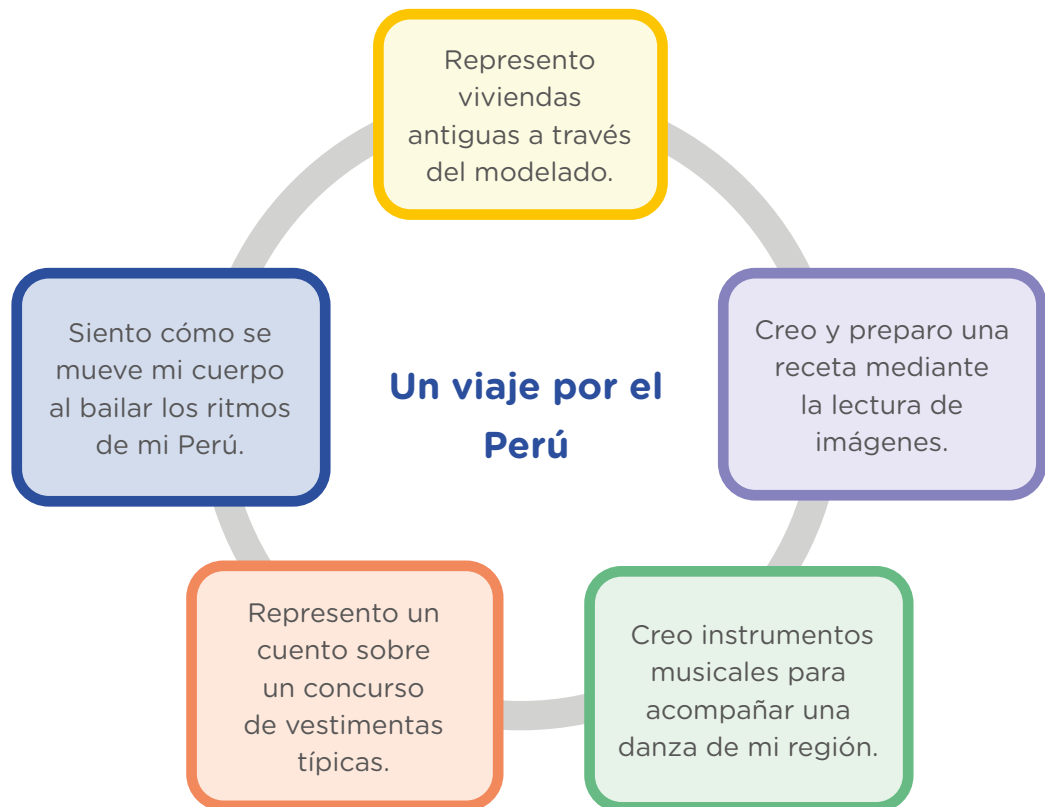 Represento
viviendas
antiguas a través
del modelado.
Siento cómo se
mueve mi cuerpo
al bailar los ritmos
de mi Perú.
Un viaje por el
Perú
Creo y preparo una
receta mediante
la lectura de
imágenes.
Represento un
cuento sobre
un concurso
de vestimentas
típicas.
Creo instrumentos
musicales para
acompañar una
danza de mi región.